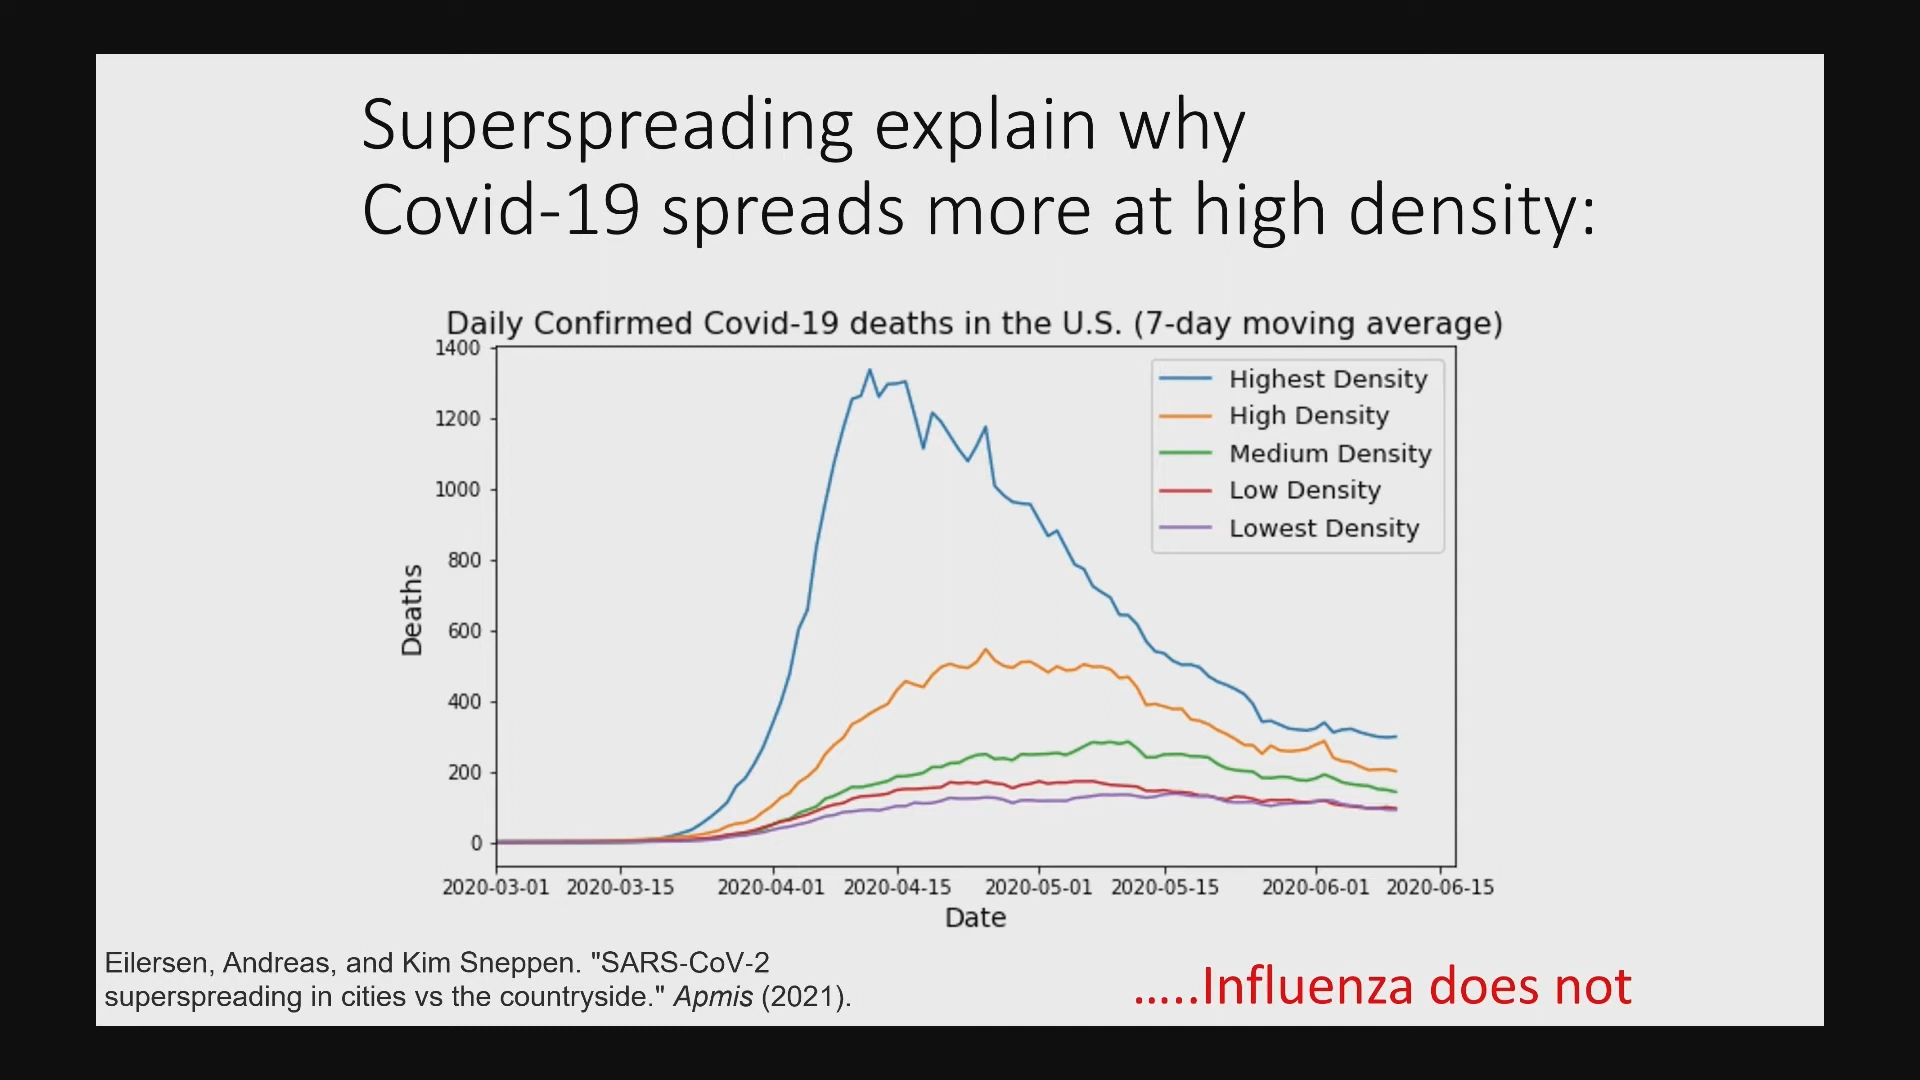 Superspreading explain why
Covid-19 spreads more at high density:
Daily Confirmed Covid-19 deaths in the U.S. (7-day moving average)
1400
1200
1000
800
600
400
200
0
Deaths
Highest Density
High Density
Medium Density
Low Density
Lowest Density
2020-03-01 2020-03-15 2020-04-01 2020-04-15 2020-05-01 2020-05-15 2020-06-01 2020-06-15
Date
Eilersen, Andreas, and Kim Sneppen. "SARS-CoV-2
superspreading in cities vs the countryside." Apmis (2021).
.....Influenza does not